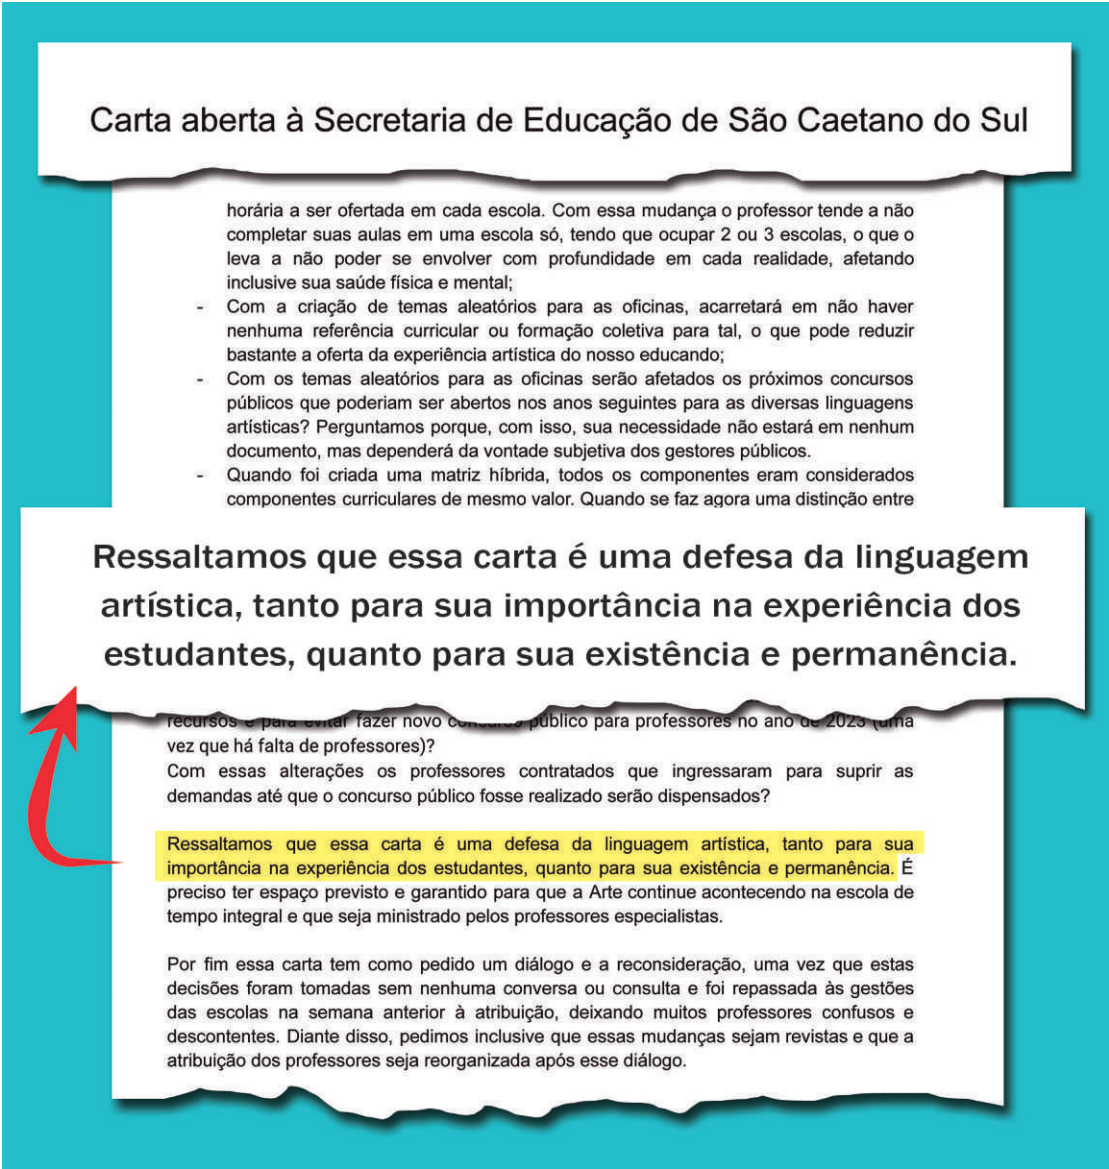 Carta aberta à Secretaria de Educação de São Caetano do Sul
horária a ser ofertada em cada escola. Com essa mudança o professor tende a não
completar suas aulas em uma escola só, tendo que ocupar 2 ou 3 escolas, o que o
leva a não poder se envolver com profundidade em cada realidade, afetando
inclusive sua saúde física e mental;
- Com a criação de temas aleatórios para as oficinas, acarretará em não haver
nenhuma referência curricular ou formação coletiva para tal, o que pode reduzir
bastante a oferta da experiência artística do nosso educando;
- Com os temas aleatórios para as oficinas serão afetados os próximos concursos
públicos que poderiam ser abertos nos anos seguintes para as diversas linguagens
artísticas? Perguntamos porque, com isso, sua necessidade não estará em nenhum
documento, mas dependerá da vontade subjetiva dos gestores públicos.
- Quando foi criada uma matriz híbrida, todos os componentes eram considerados
componentes curriculares de mesmo valor. Quando se faz agora uma distinção entre
Ressaltamos que essa carta é uma defesa da linguagem
artística, tanto para sua importância na experiência dos
estudantes, quanto para sua existência e permanência.
recursos e para evitar fazer novo concurso público para professores no ano de 2023 (uma
vez que há falta de professores)?
Com essas alterações os professores contratados que ingressaram para suprir as
demandas até que o concurso público fosse realizado serão dispensados?
Ressaltamos que essa carta é uma defesa da linguagem artística, tanto para sua
importância na experiência dos estudantes, quanto para sua existência e permanência. É
preciso ter espaço previsto e garantido para que a Arte continue acontecendo na escola de
tempo integral e que seja ministrado pelos professores especialistas.
Por fim essa carta tem como pedido um diálogo e a reconsideração, uma vez que estas
decisões foram tomadas sem nenhuma conversa ou consulta e foi repassada às gestões
das escolas na semana anterior à atribuição, deixando muitos professores confusos e
descontentes. Diante disso, pedimos inclusive que essas mudanças sejam revistas e que a
atribuição dos professores seja reorganizada após esse diálogo.